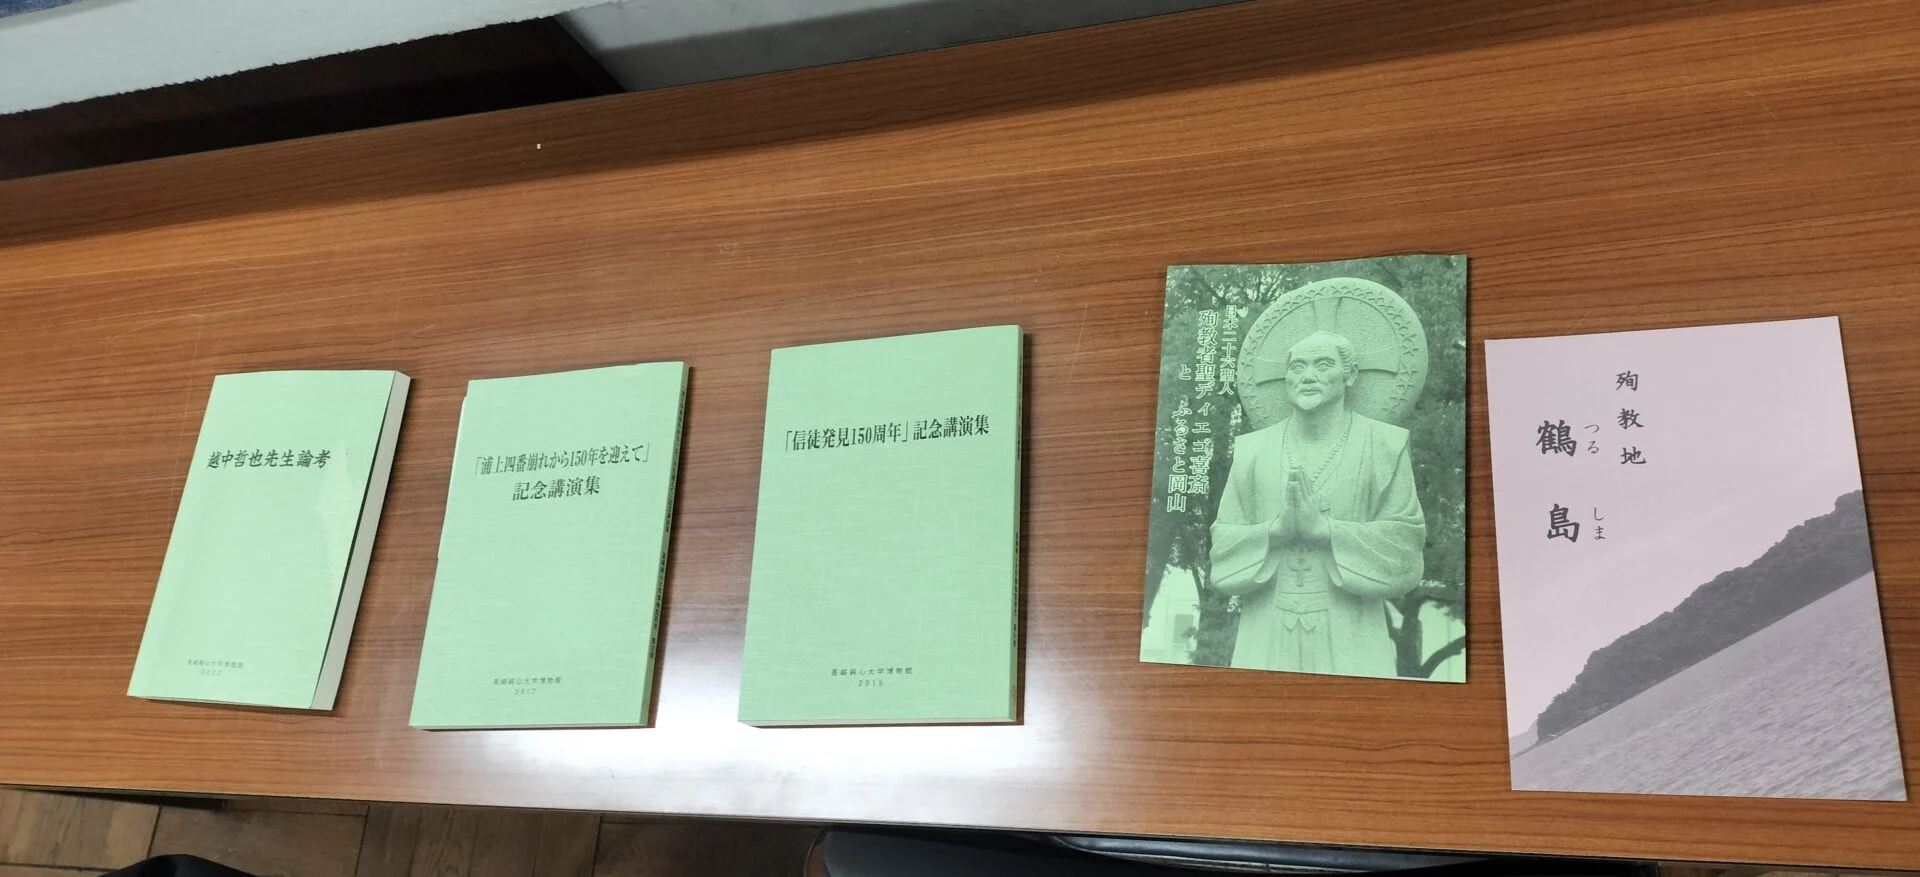 越中哲也先生論考
長崎純心大学博物館
2022
「浦上四番崩れから150年を迎えて」
記念講演集
長崎純心大学博物館
2017
「信徒発見150周年」記念講演集
長崎純心大学博物館
2015
日本二十六聖人
殉教者聖ディエゴ喜斎
と ふるさと岡山
殉教地
鶴島
つるしま